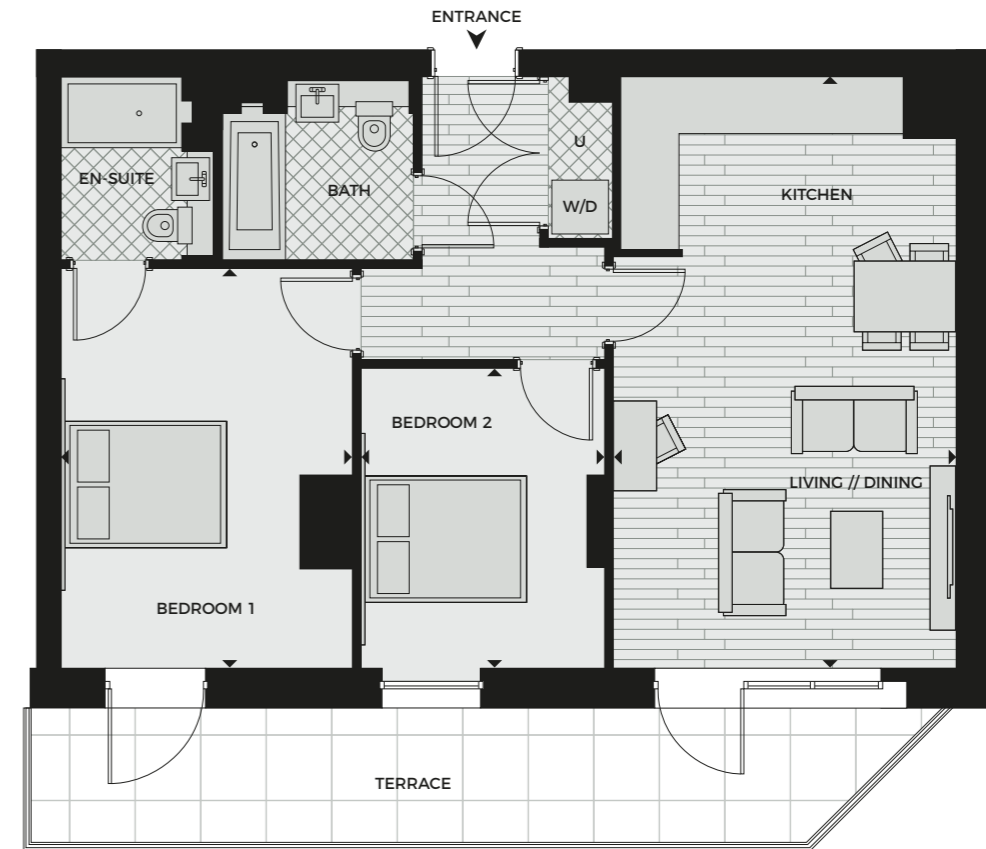 ENTRANCE
EN-SUITE
BATH
U
W/D
KITCHEN
BEDROOM 2
LIVING // DINING
BEDROOM 1
TERRACE